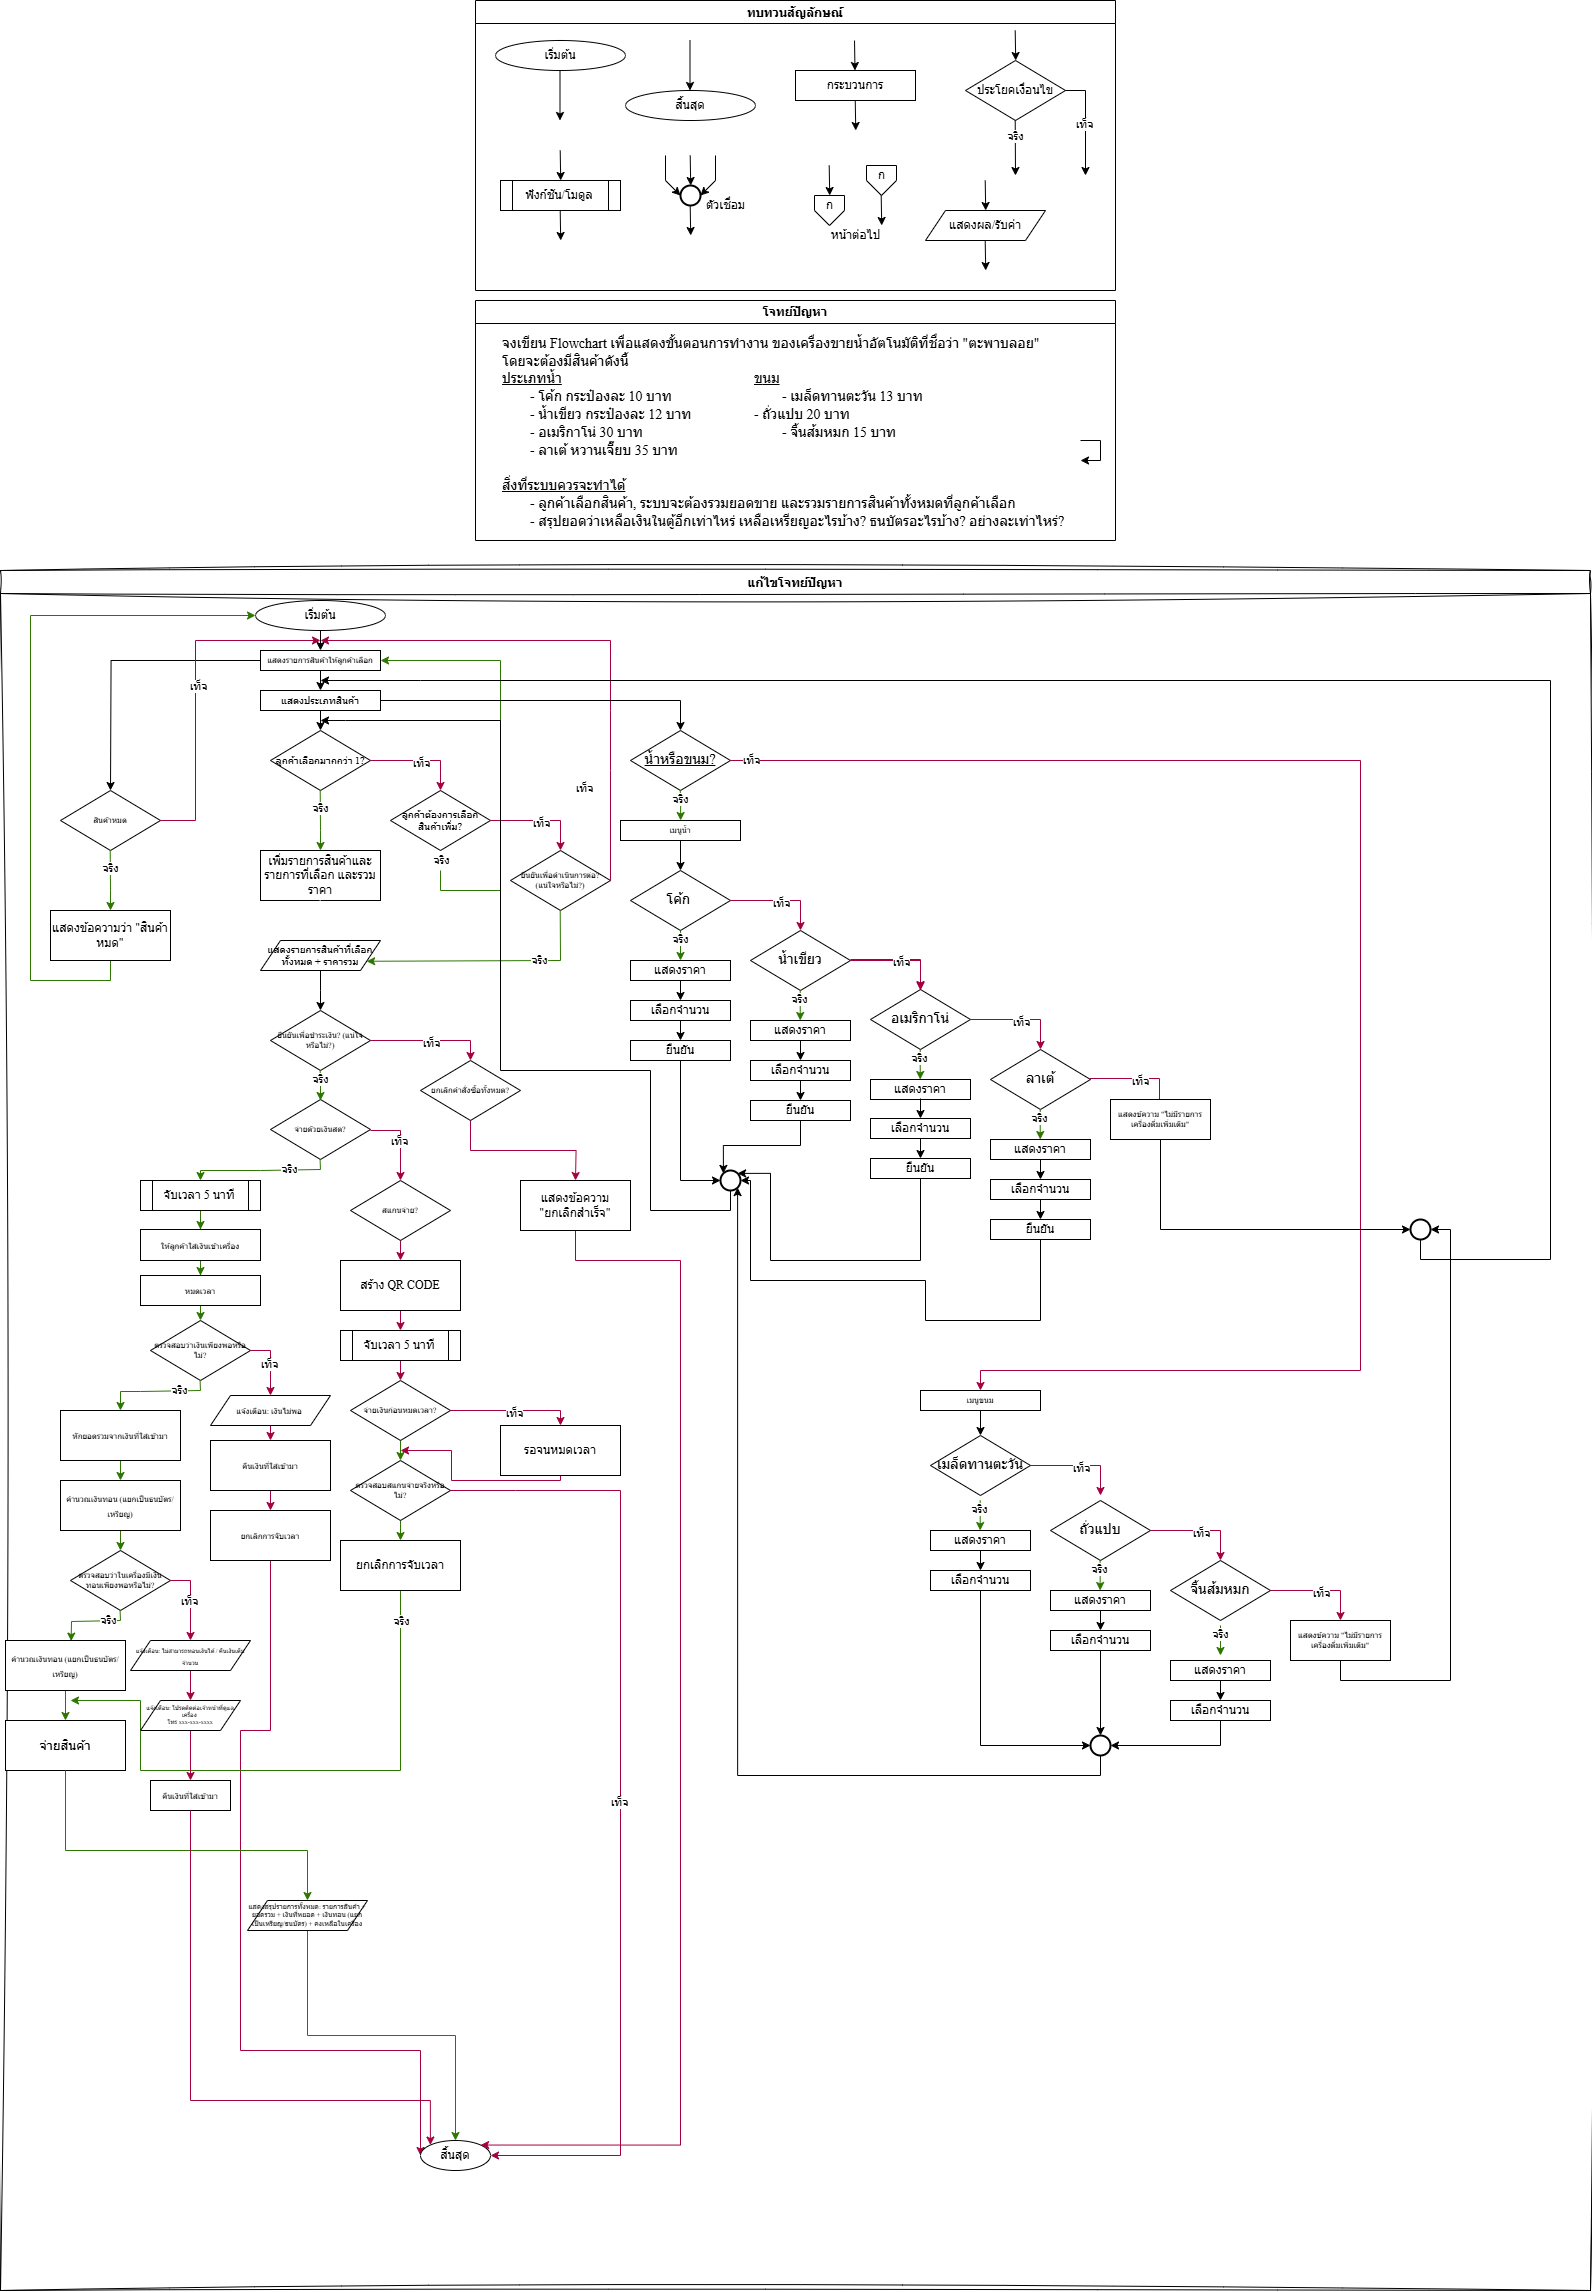 ทบทวนสัญลักษณ์
เริ่มต้น
สิ้นสุด
กระบวนการ
ประโยคเงื่อนไข
จริง
เท็จ
ฟังก์ชัน/โมดูล
ตัวเชื่อม
ก
ก
หน้าต่อไป
แสดงผล/รับค่า
โจทย์ปัญหา
จงเขียน Flowchart เพื่อแสดงขั้นตอนการทำงาน ของเครื่องขายน้ำอัตโนมัติที่ชื่อว่า "ตะพาบลอย"
โดยจะต้องมีสินค้าดังนี้
ประเภทน้ำ
ขนม
- โค้ก กระป๋องละ 10 บาท
- เมล็ดทานตะวัน 13 บาท
- น้ำเขียว กระป๋องละ 12 บาท
- ถั่วแปบ 20 บาท
- อเมริกาโน่ 30 บาท
- จิ้นส้มหมก 15 บาท
- ลาเต้ หวานเจี๊ยบ 35 บาท
สิ่งที่ระบบควรจะทำได้
- ลูกค้าเลือกสินค้า, ระบบจะต้องรวมยอดขาย และรวมรายการสินค้าทั้งหมดที่ลูกค้าเลือก
- สรุปยอดว่าเหลือเงินในตู้อีกเท่าไหร่ เหลือเหรียญอะไรบ้าง? ธนบัตรอะไรบ้าง? อย่างละเท่าไหร่?
แก้ไขโจทย์ปัญหา
เริ่มต้น
แสดงรายการสินค้าให้ลูกค้าเลือก
เท็จ
แสดงประเภทสินค้า
ลูกค้าเลือกมากกว่า 1?
เท็จ
น้ำหรือขนม?
เท็จ
จริง
สินค้าหมด
จริง
จริง
ลูกค้าต้องการเลือก
สินค้าเพิ่ม?
เท็จ
เท็จ
จริง
เมนูน้ำ
เพิ่มรายการสินค้าและ
รายการที่เลือก และรวม
ราคา
ยืนยันเพื่อดำเนินการต่อ?
(แน่ใจหรือไม่?)
โค้ก
เท็จ
จริง
แสดงข้อความว่า "สินค้า
หมด"
แสดงรายการสินค้าที่เลือก
ทั้งหมด + ราคารวม
จริง
แสดงราคา
เลือกจำนวน
ยืนยัน
น้ำเขียว
เท็จ
จริง
แสดงราคา
เลือกจำนวน
ยืนยัน
อเมริกาโน่
เท็จ
จริง
แสดงราคา
เลือกจำนวน
ยืนยัน
ลาเต้
เท็จ
จริง
แสดงราคา
เลือกจำนวน
ยืนยัน
แสดงข้ความ "ไม่มีรายการ
เครื่องดื่มเพิ่มเติม"
ยืนยันเพื่อชำระเงิน? (แน่ใจ
หรือไม่?)
เท็จ
จริง
ยกเลิกคำสั่งซื้อทั้งหมด?
จ่ายด้วยเงินสด?
เท็จ
จริง
แสดงข้อความ
"ยกเลิกสำเร็จ"
จับเวลา 5 นาที
ให้ลูกค้าใส่เงินเข้าเครื่อง
หมดเวลา
ตรวจสอบว่าเงินเพียงพอหรือ
ไม่?
เท็จ
จริง
สแกนจ่าย?
สร้าง QR CODE
จับเวลา 5 นาที
จ่ายเงินก่อนหมดเวลา?
เท็จ
รอจนหมดเวลา
ตรวจสอบสแกนจ่ายจริงหรือ
ไม่?
ยกเลิกการจับเวลา
จริง
เท็จ
แจ้งเตือน: เงินไม่พอ
คืนเงินที่ใส่เข้ามา
ยกเลิกการจับเวลา
หักยอดรวมจากเงินที่ใส่เข้ามา
คำนวณเงินทอน (แยกเป็นธนบัตร/
เหรียญ)
ตรวจสอบว่าในเครื่องมีเงิน
ทอนเพียงพอหรือไม่?
เท็จ
จริง
คำนวณเงินทอน (แยกเป็นธนบัตร/
เหรียญ)
แจ้งเตือน: ไม่สามารถทอนเงินได้ / คืนเงินเต็ม
จำนวน
แจ้งเตือน: โปรดติดต่อเจ้าหน้าที่ดูแล
เครื่อง
โทร xxx-xxx-xxxx
จ่ายสินค้า
คืนเงินที่ใส่เข้ามา
เมนูขนม
เมล็ดทานตะวัน
เท็จ
จริง
แสดงราคา
เลือกจำนวน
ถั่วแปบ
เท็จ
จริง
แสดงราคา
เลือกจำนวน
จิ้นส้มหมก
เท็จ
จริง
แสดงราคา
เลือกจำนวน
แสดงข้ความ "ไม่มีรายการ
เครื่องดื่มเพิ่มเติม"
แสดงสรุปรายการทั้งหมด: รายการสินค้า +
ยอดรวม + เงินที่หยอด + เงินทอน (แยก
เป็นเหรียญ/ธนบัตร) + คงเหลือในเครื่อง
สิ้นสุด